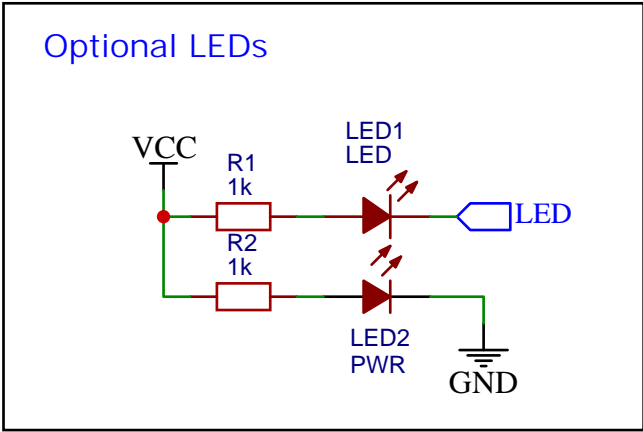 Optional LEDs
VCC
R1
1k
LED1
LED
LED
R2
1k
LED2
PWR
GND